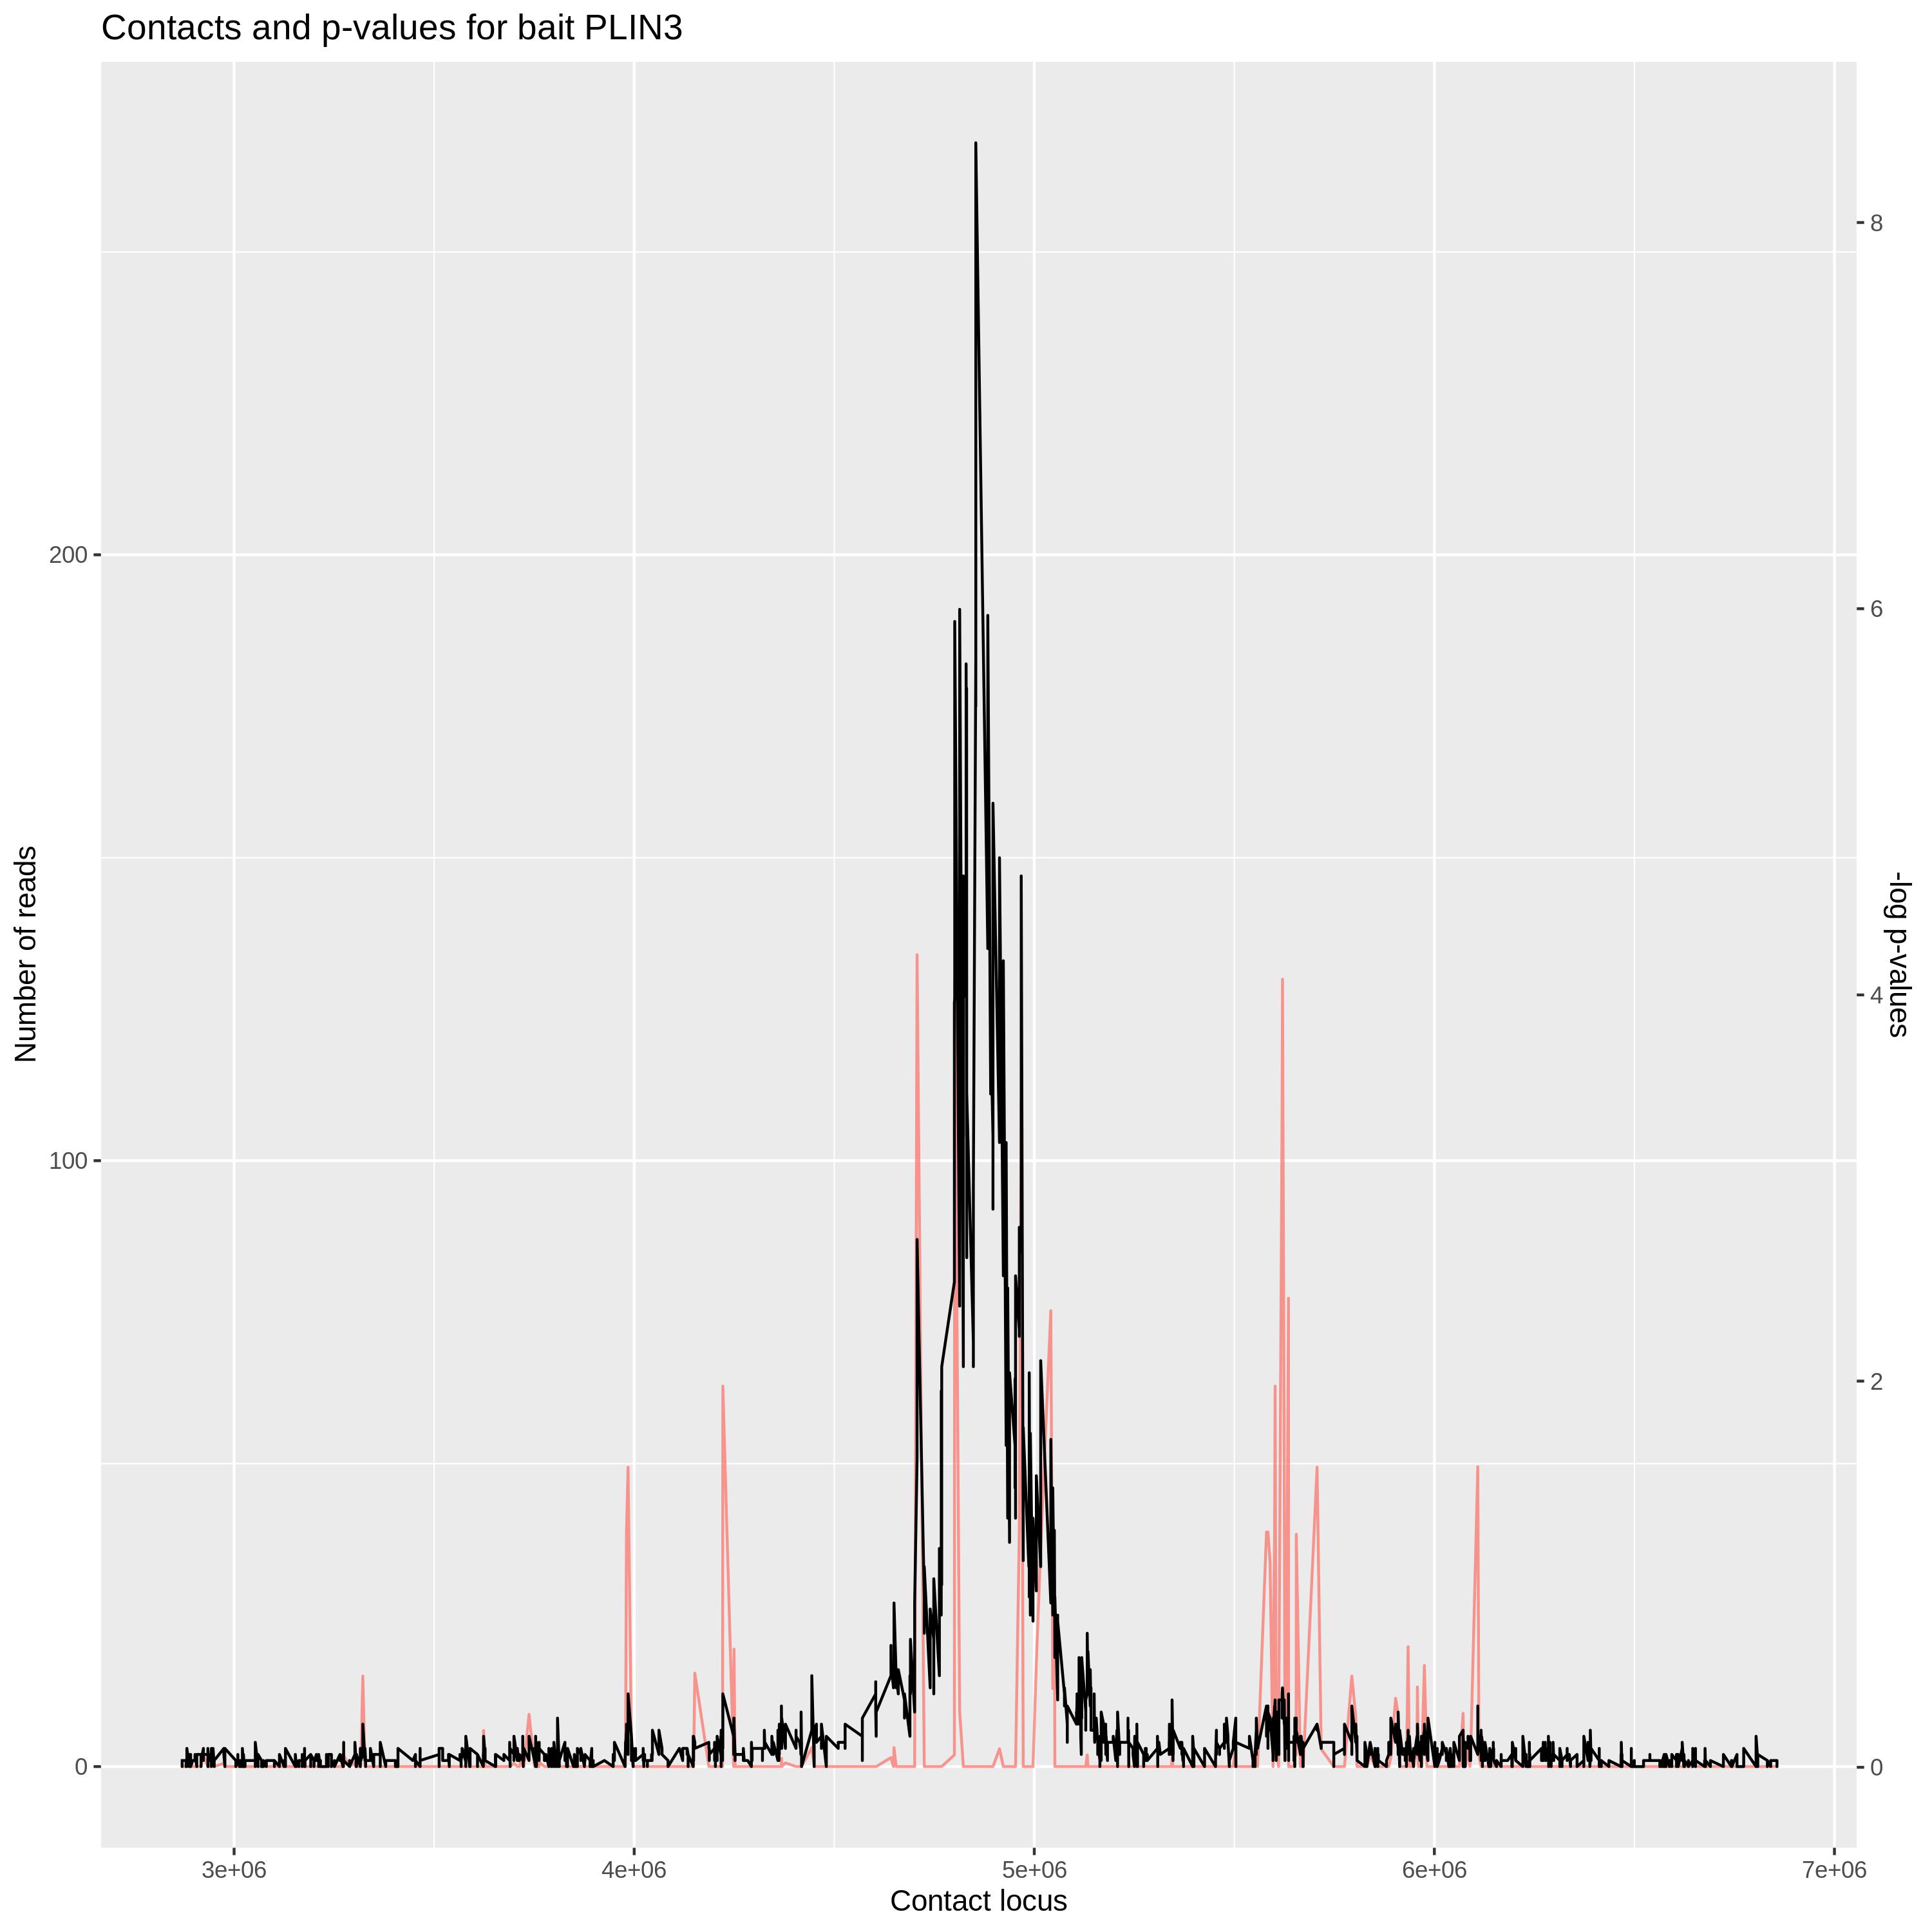 Contacts and p-values for bait PLIN3
Number of reads
200
100
0
8
6
4
2
0
-log p-values
3e+06
4e+06
5e+06
6e+06
7e+06
Contact locus